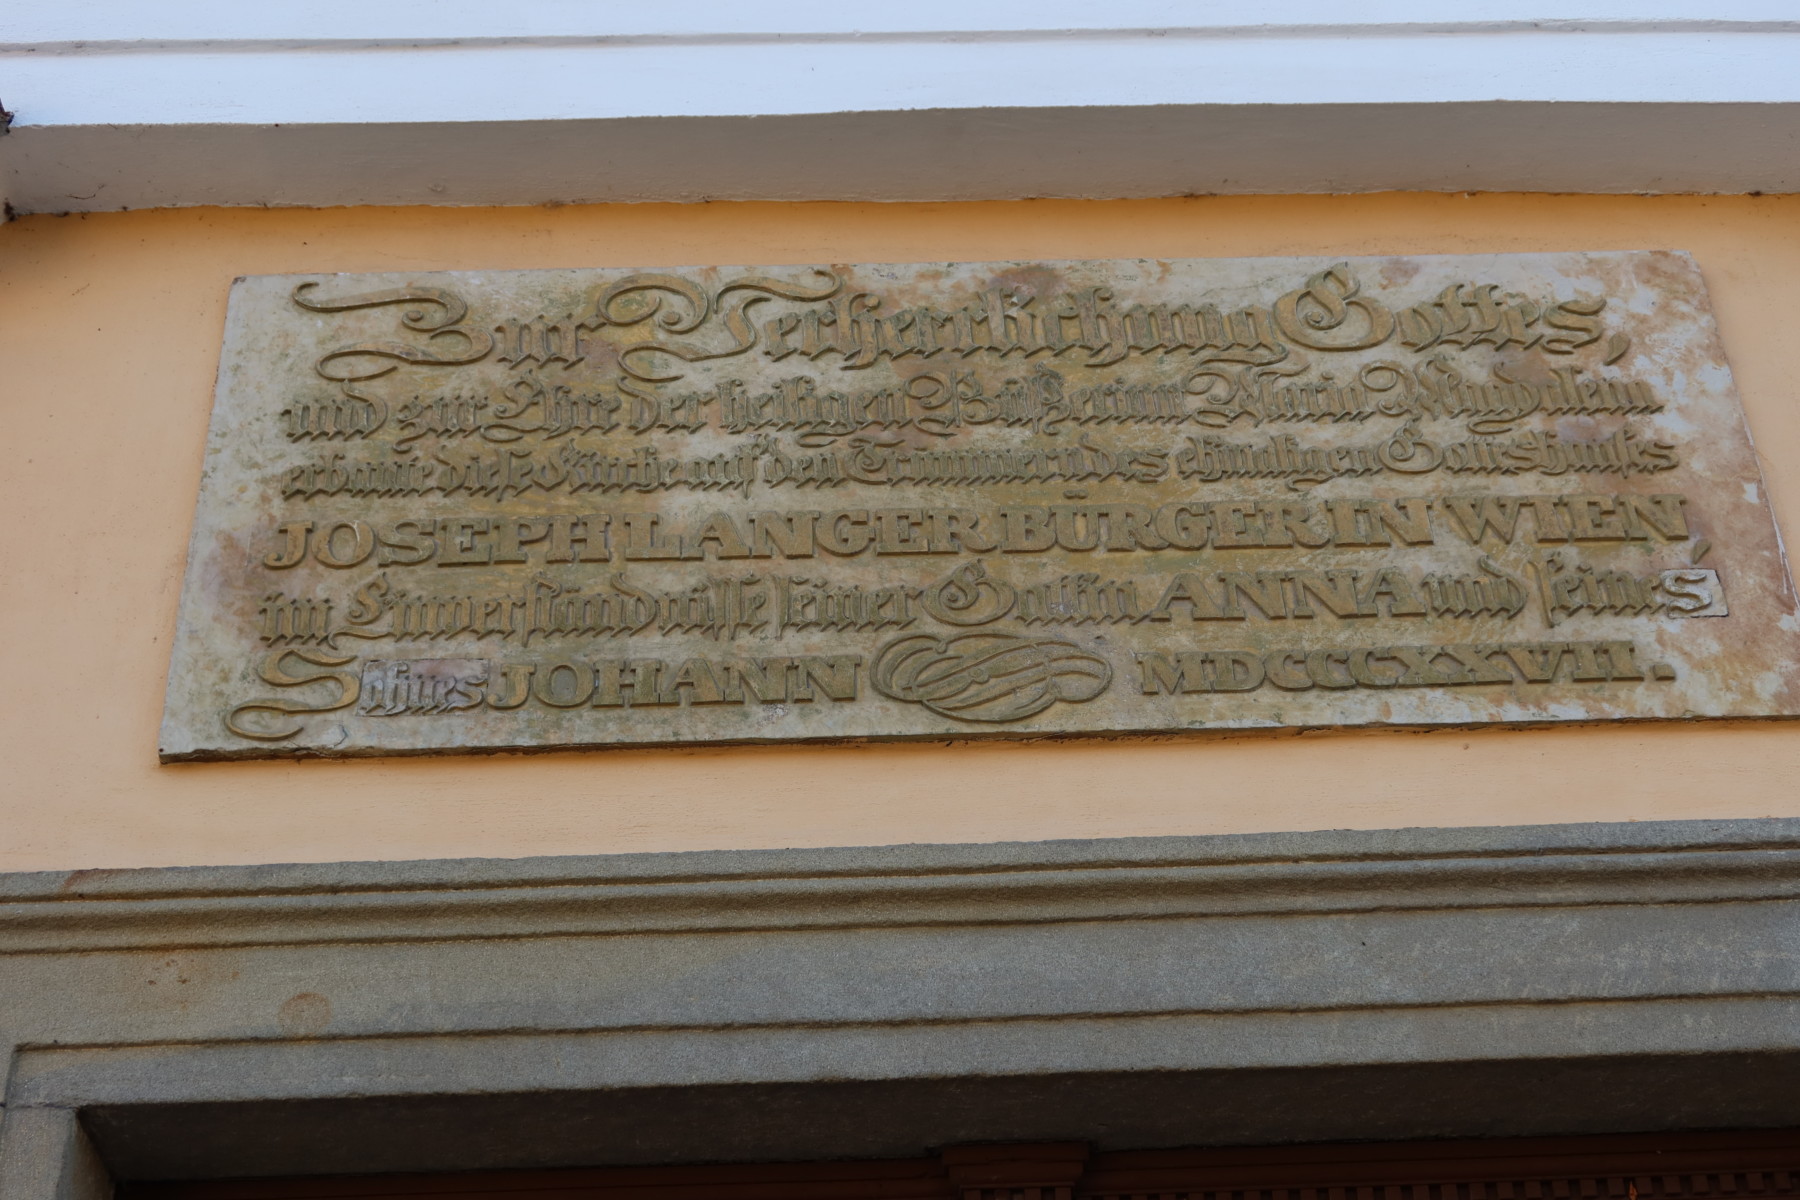 Zur Verherrlichung Gottes,
und zur Ehre der heiligen Büßerinn Maria Magdalena
erbaute diese Kirche auf den Trümmern des ehmaligen Gotteshauses
JOSEPH LANGER BÜRGER IN WIEN,
im Einverständnisse seiner Gattin ANNA und seines
Sohnes JOHANN MDCCCXXVII.